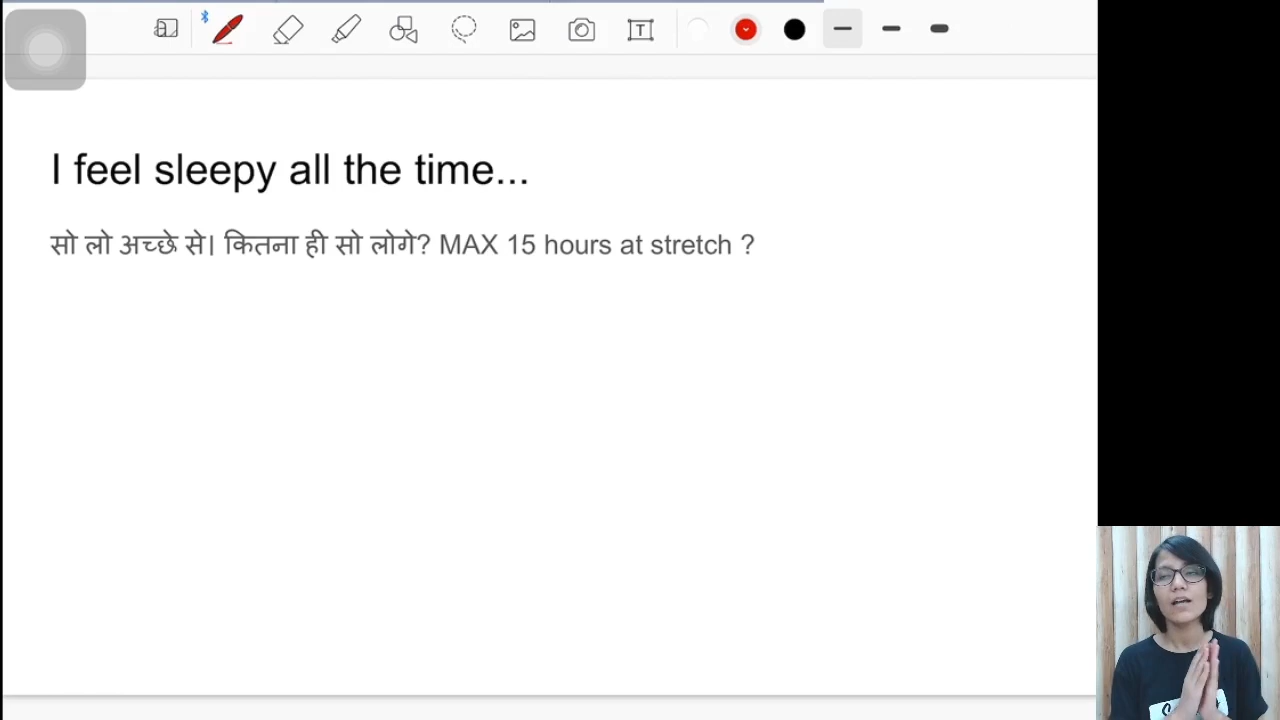 I feel sleepy all the time...
सो लो अच्छे से। कितना ही सो लोगे? MAX 15 hours at stretch ?